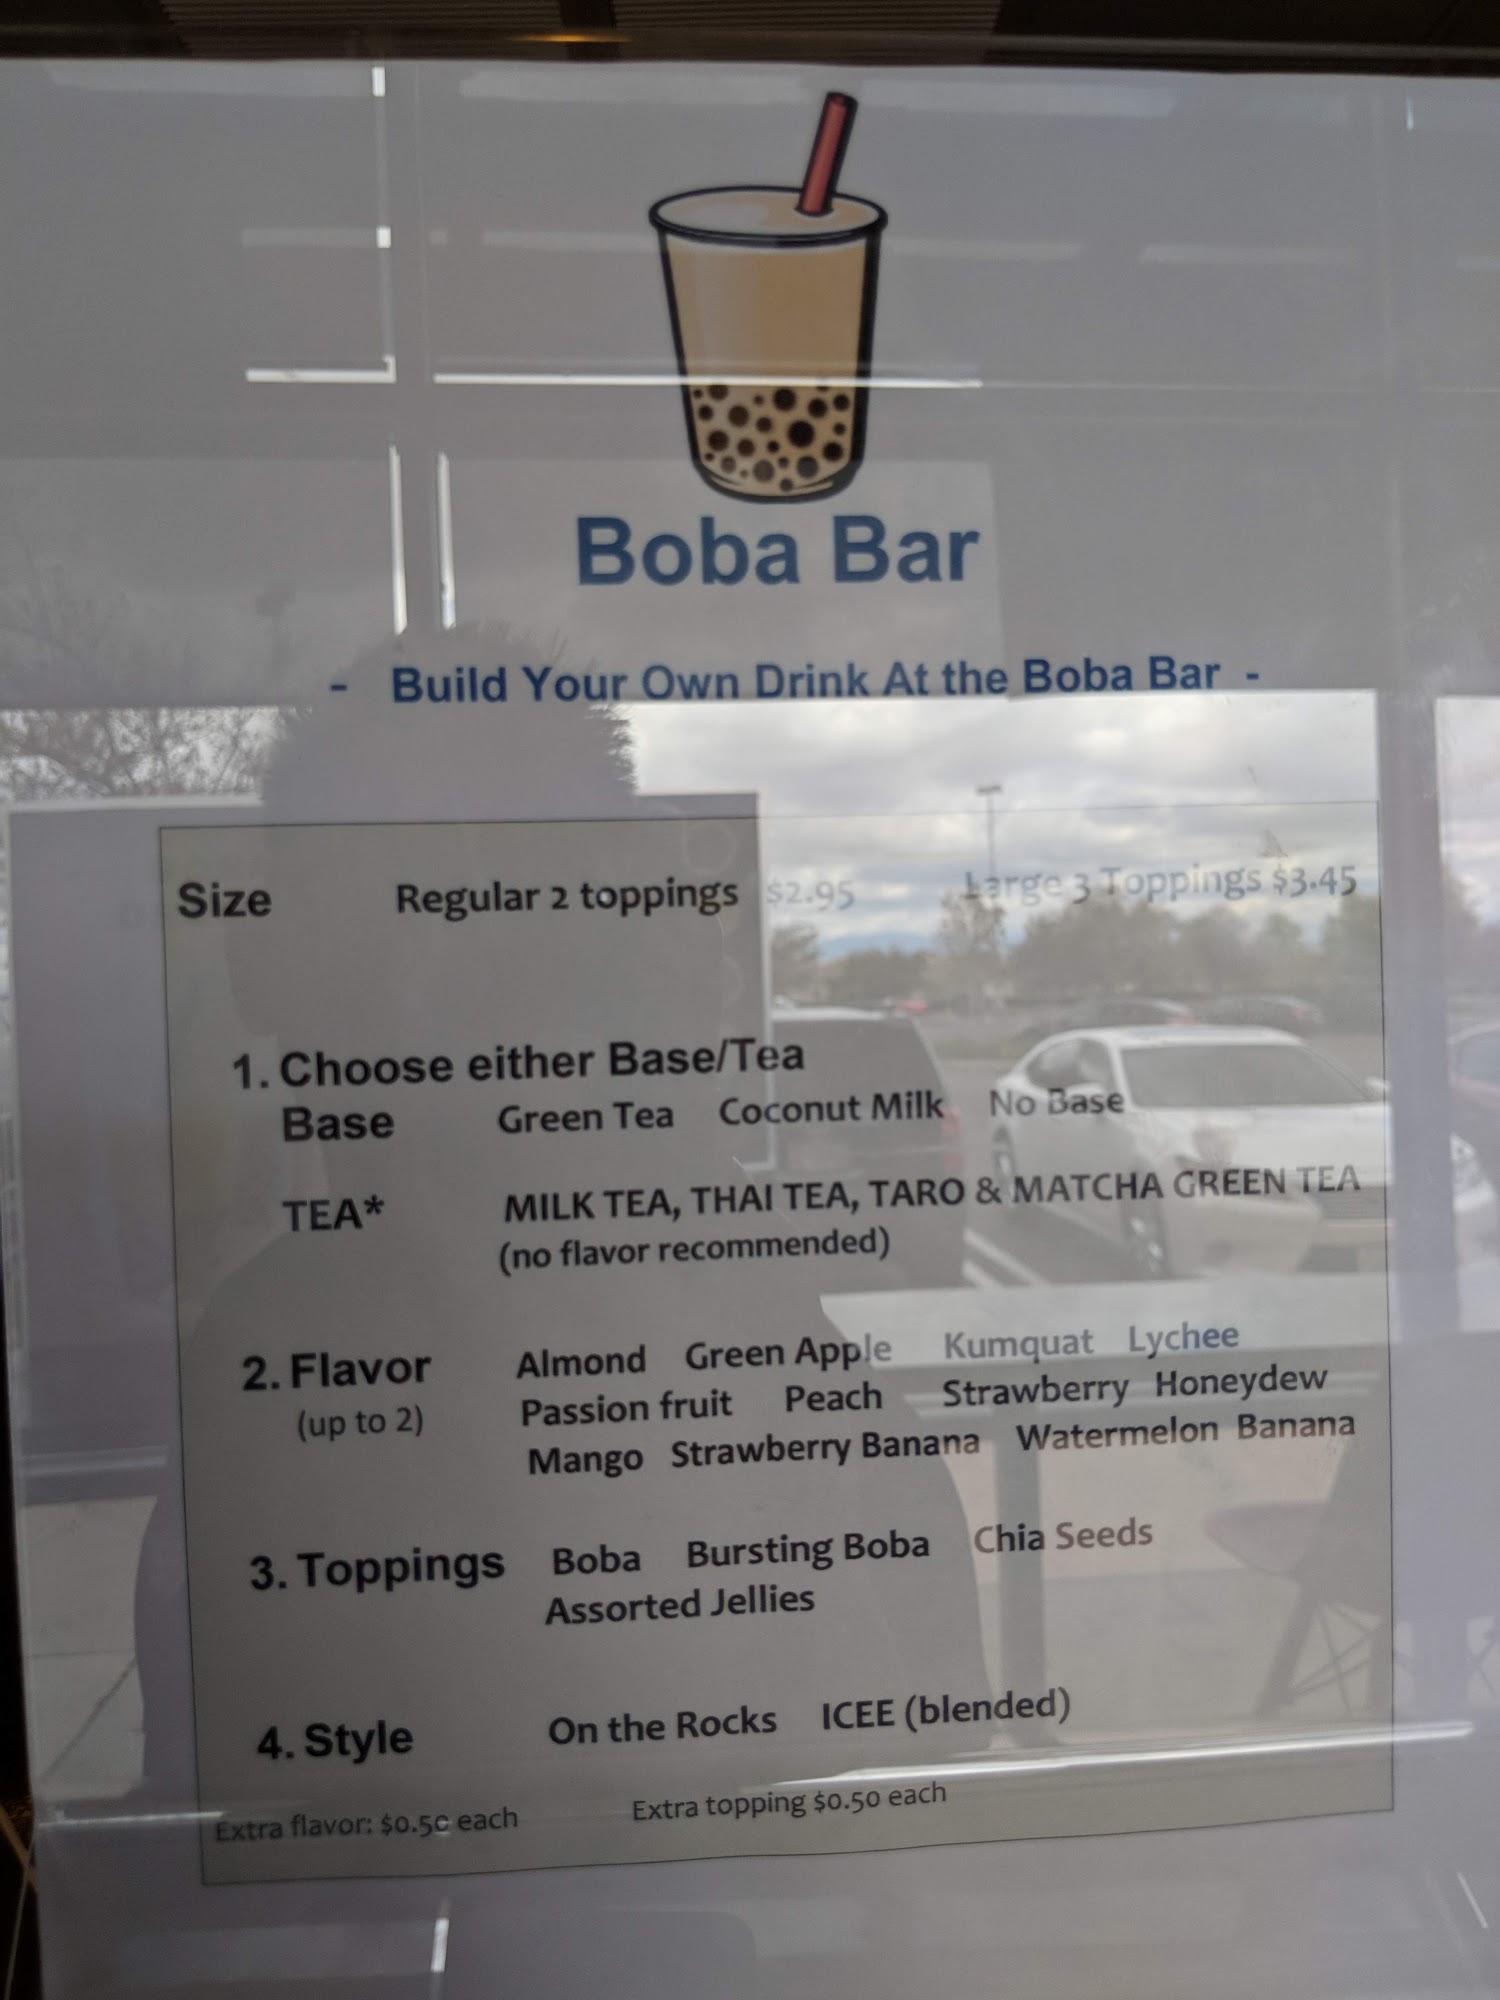 Boba Bar
- Build Your Own Drink At the Boba Bar -
Size Regular 2 toppings $2.95 Large 3 Toppings $3.45
1. Choose either Base/Tea
Base Green Tea Coconut Milk No Base
TEA* MILK TEA, THAI TEA, TARO & MATCHA GREEN TEA
(no flavor recommended)
2. Flavor Almond Green Apple Kumquat Lychee
(up to 2) Passion fruit Peach Strawberry Honeydew
Mango Strawberry Banana Watermelon Banana
3. Toppings Boba Bursting Boba Chia Seeds
Assorted Jellies
4. Style On the Rocks ICEE (blended)
Extra flavor: $0.50 each Extra topping $0.50 each